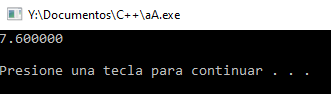 Y:\Documentos\C++\aA.exe
7.600000
Presione una tecla para continuar . . .